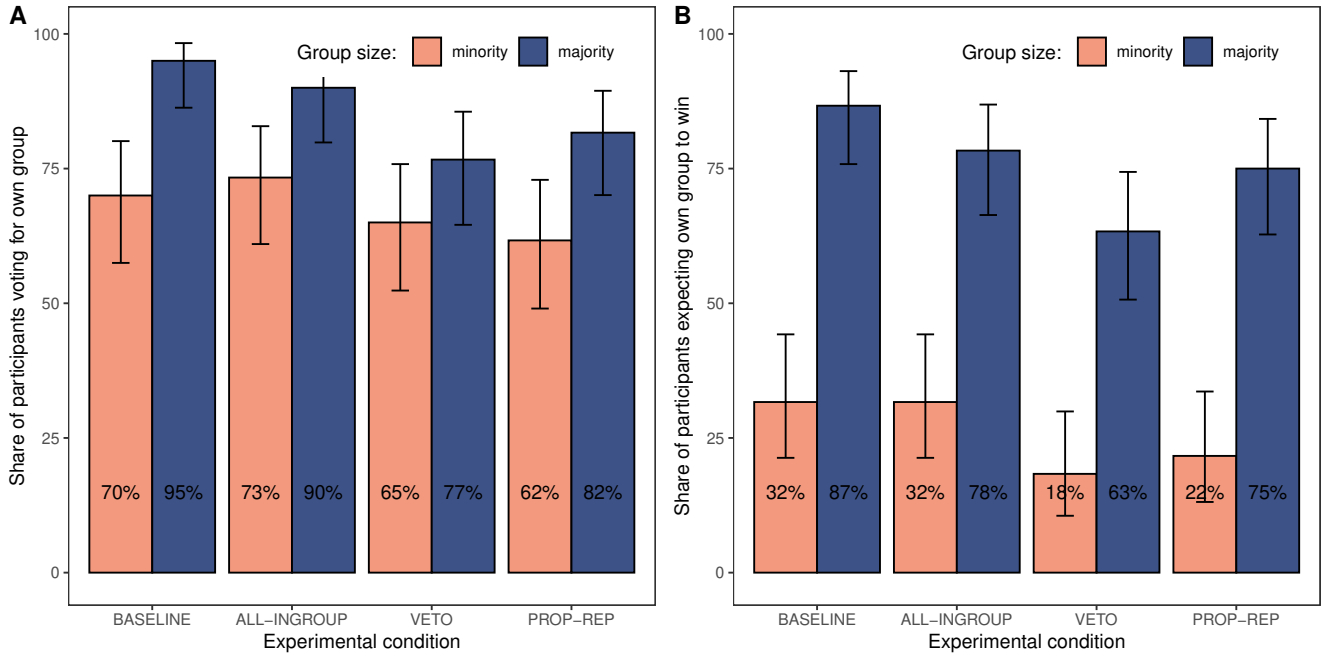 A
Group size: minority majority
Share of participants voting for own group
100
75
50
25
0
70% 95% 73% 90% 65% 77% 62% 82%
BASELINE ALL-INGROUP VETO PROP-REP
Experimental condition
B
Group size: minority majority
Share of participants expecting own group to win
100
75
50
25
0
32% 87% 32% 78% 18% 63% 22% 75%
BASELINE ALL-INGROUP VETO PROP-REP
Experimental condition